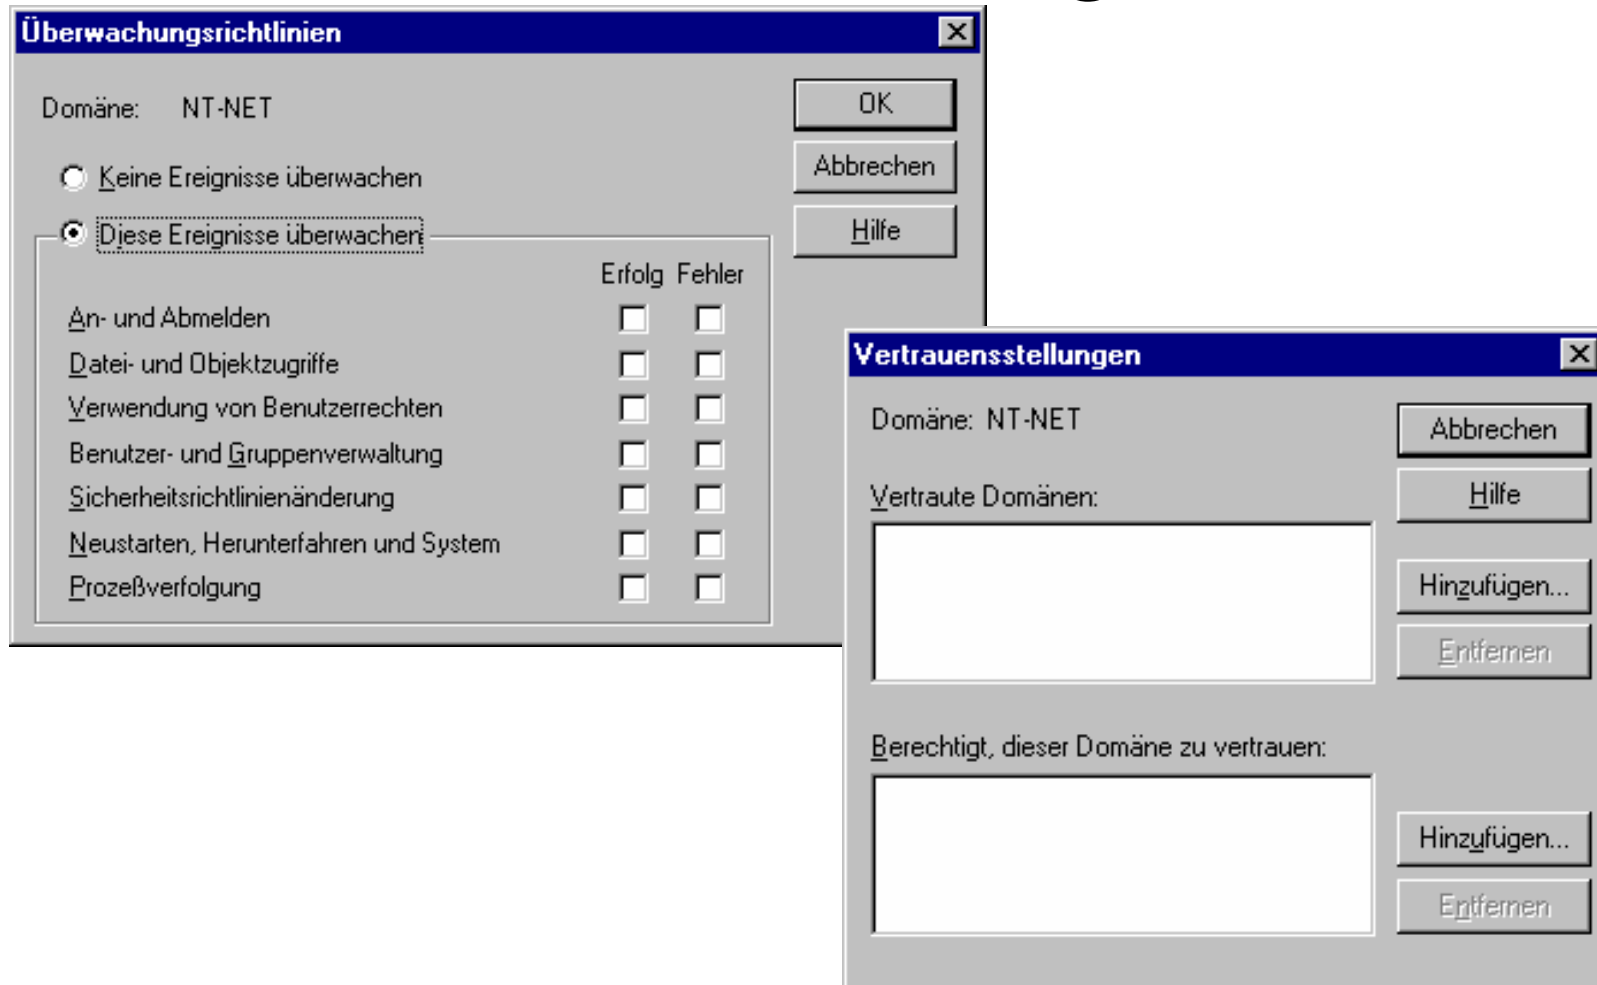 Überwachungsrichtlinien
Domäne: NT-NET
OK
Abbrechen
Hilfe
Keine Ereignisse überwachen
Diese Ereignisse überwachen
Erfolg Fehler
An- und Abmelden
Datei- und Objektzugriffe
Verwendung von Benutzerrechten
Benutzer- und Gruppenverwaltung
Sicherheitsrichtlinienänderung
Neustarten, Herunterfahren und System
Prozeßverfolgung
Vertrauensstellungen
Domäne: NT-NET
Abbrechen
Hilfe
Vertraute Domänen:
Hinzufügen...
Entfernen
Berechtigt, dieser Domäne zu vertrauen:
Hinzufügen...
Entfernen